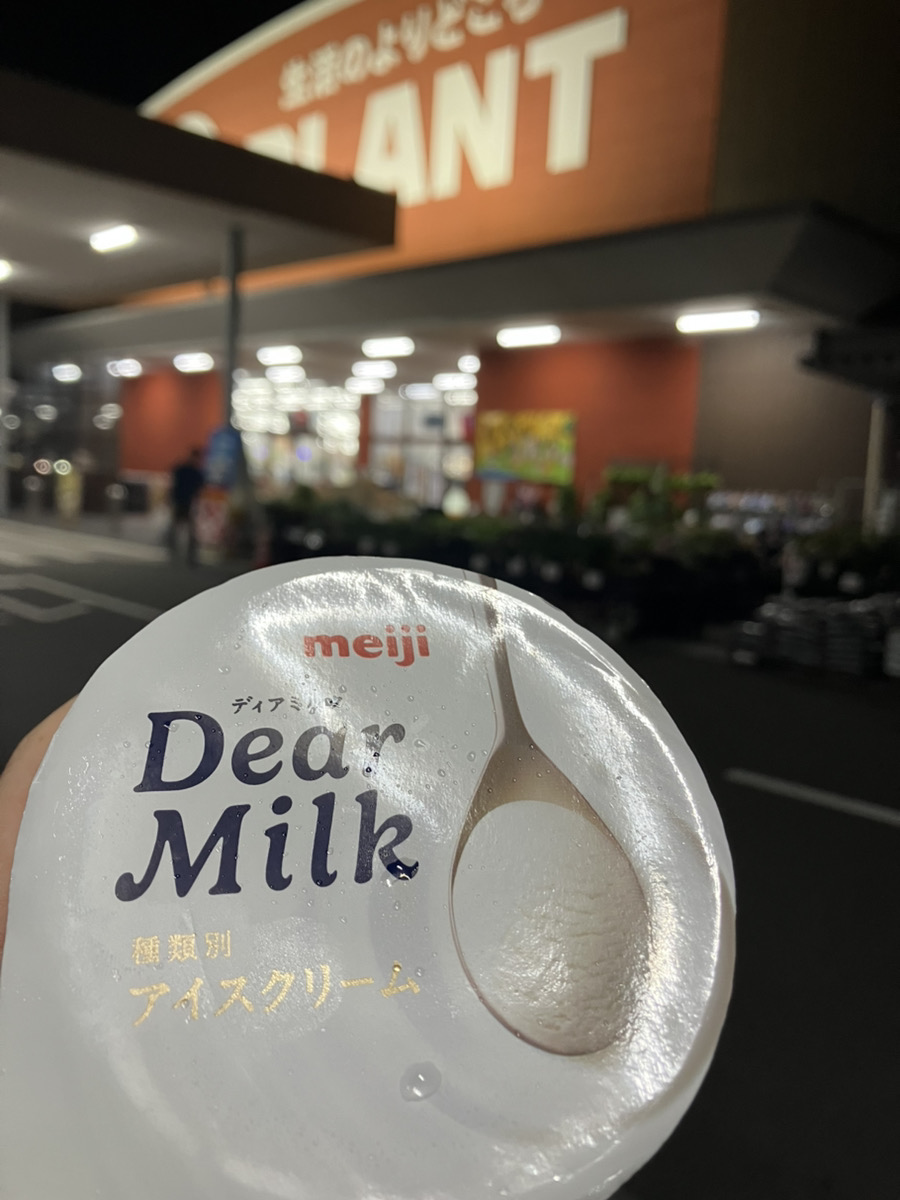 生活のよりどころ
PLANT
meiji
ディアミルク
Dear
Milk
種類別
アイスクリーム